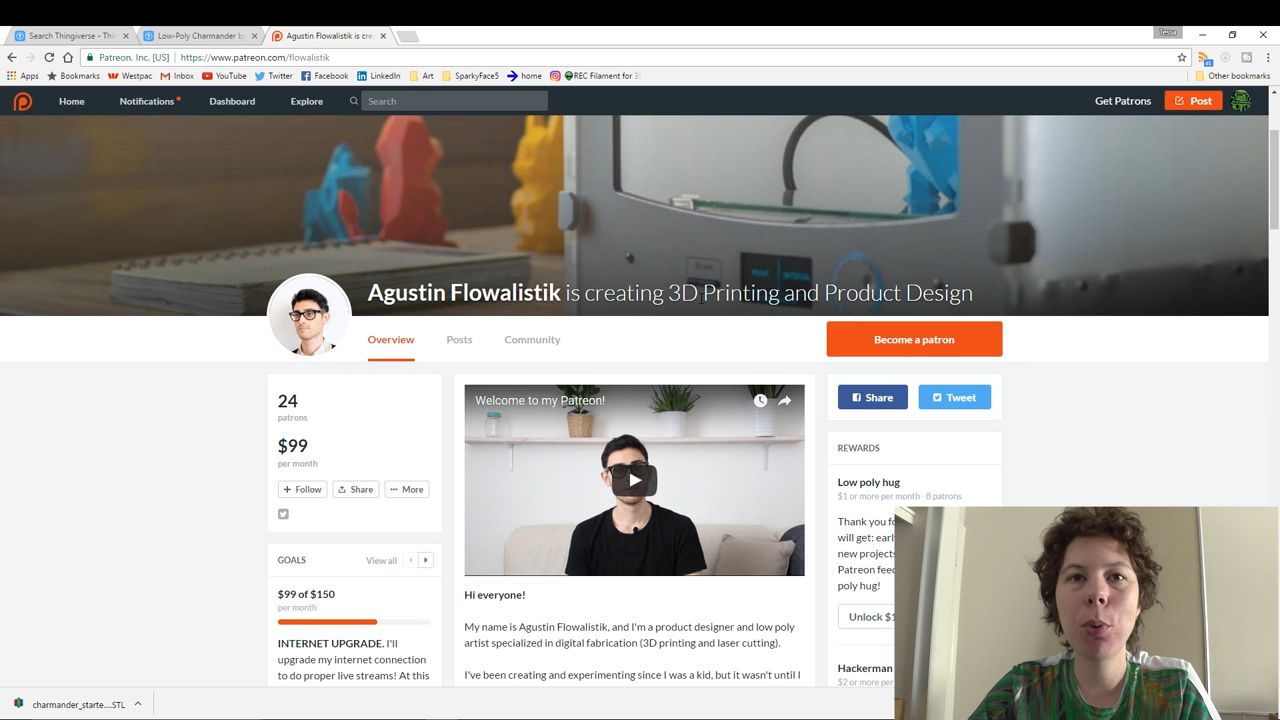 Search Thingiverse - Thi
Low-Poly Charmander by
Agustin Flowalistik is cre
Tessa
Patreon, Inc. [US]
https://www.patreon.com/flowalistik
Apps
Bookmarks
Westpac
Inbox
YouTube
Twitter
Facebook
LinkedIn
Art
SparkyFace5
home
REC Filament for 3
Other bookmarks
Home
Notifications
Dashboard
Explore
Search
Get Patrons
Post
Agustin Flowalistik is creating 3D Printing and Product Design
Overview
Posts
Community
Become a patron
24
patrons
$99
per month
Follow
Share
More
GOALS
View all
$99 of $150
per month
INTERNET UPGRADE. I'll
upgrade my internet connection
to do proper live streams! At this
Welcome to my Patreon!
Hi everyone!
My name is Agustin Flowalistik, and I'm a product designer and low poly
artist specialized in digital fabrication (3D printing and laser cutting).
I've been creating and experimenting since I was a kid, but it wasn't until I
Share
Tweet
REWARDS
Low poly hug
$1 or more per month · 8 patrons
Thank you fo
will get: earl
new projects
Patreon feed
poly hug!
Unlock $1
Hackerman
$2 or more per
charmander_starte....STL